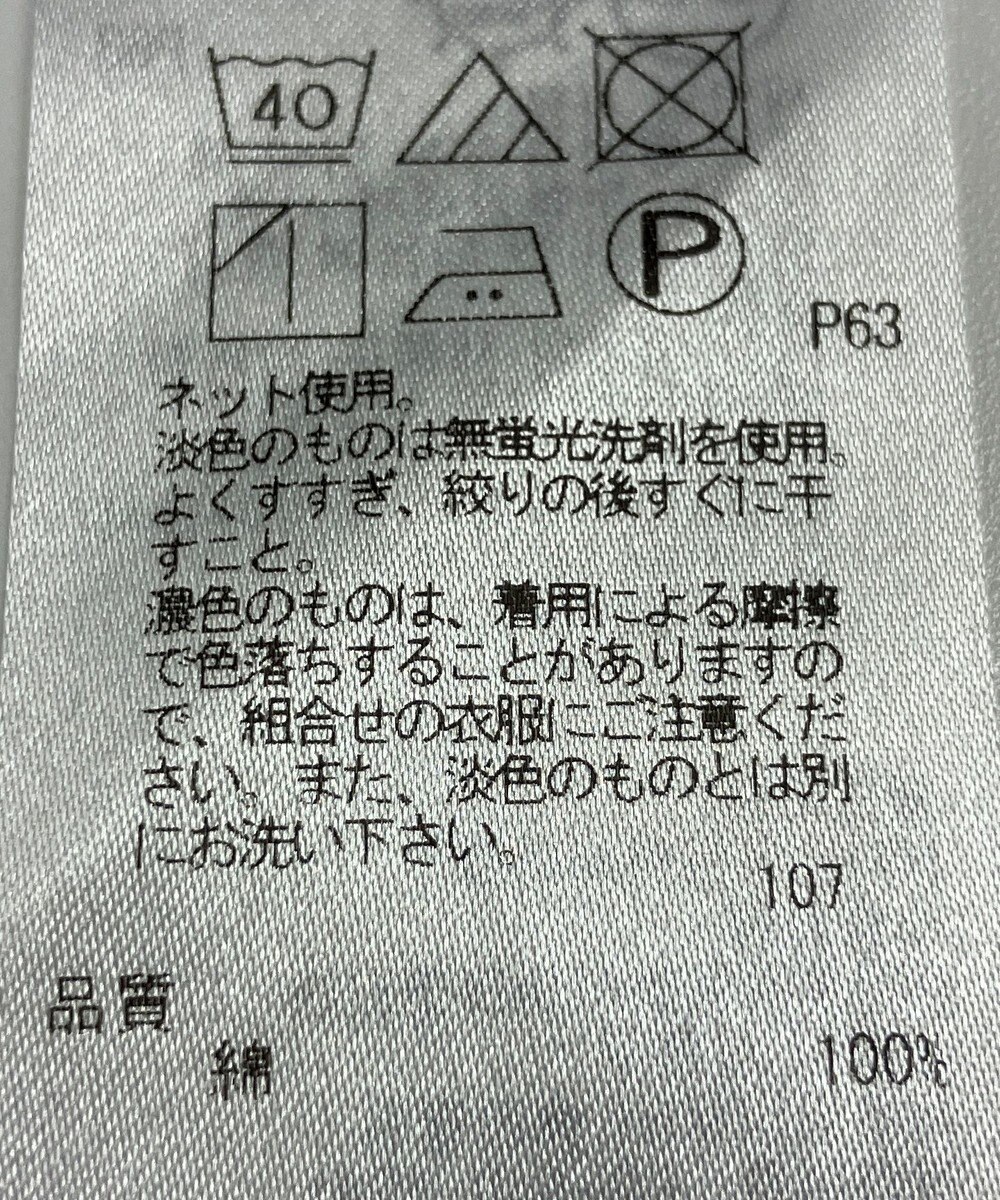 40
P
P63
ネット使用。
淡色のものは無蛍光洗剤を使用。
よくすすぎ、絞りの後すぐに干
すこと。
濃色のものは、着用による摩擦
で色落ちすることがありますの
で、組合せの衣服にご注意くだ
さい。また、淡色のものとは別
にお洗い下さい。
107
品質
綿 100%